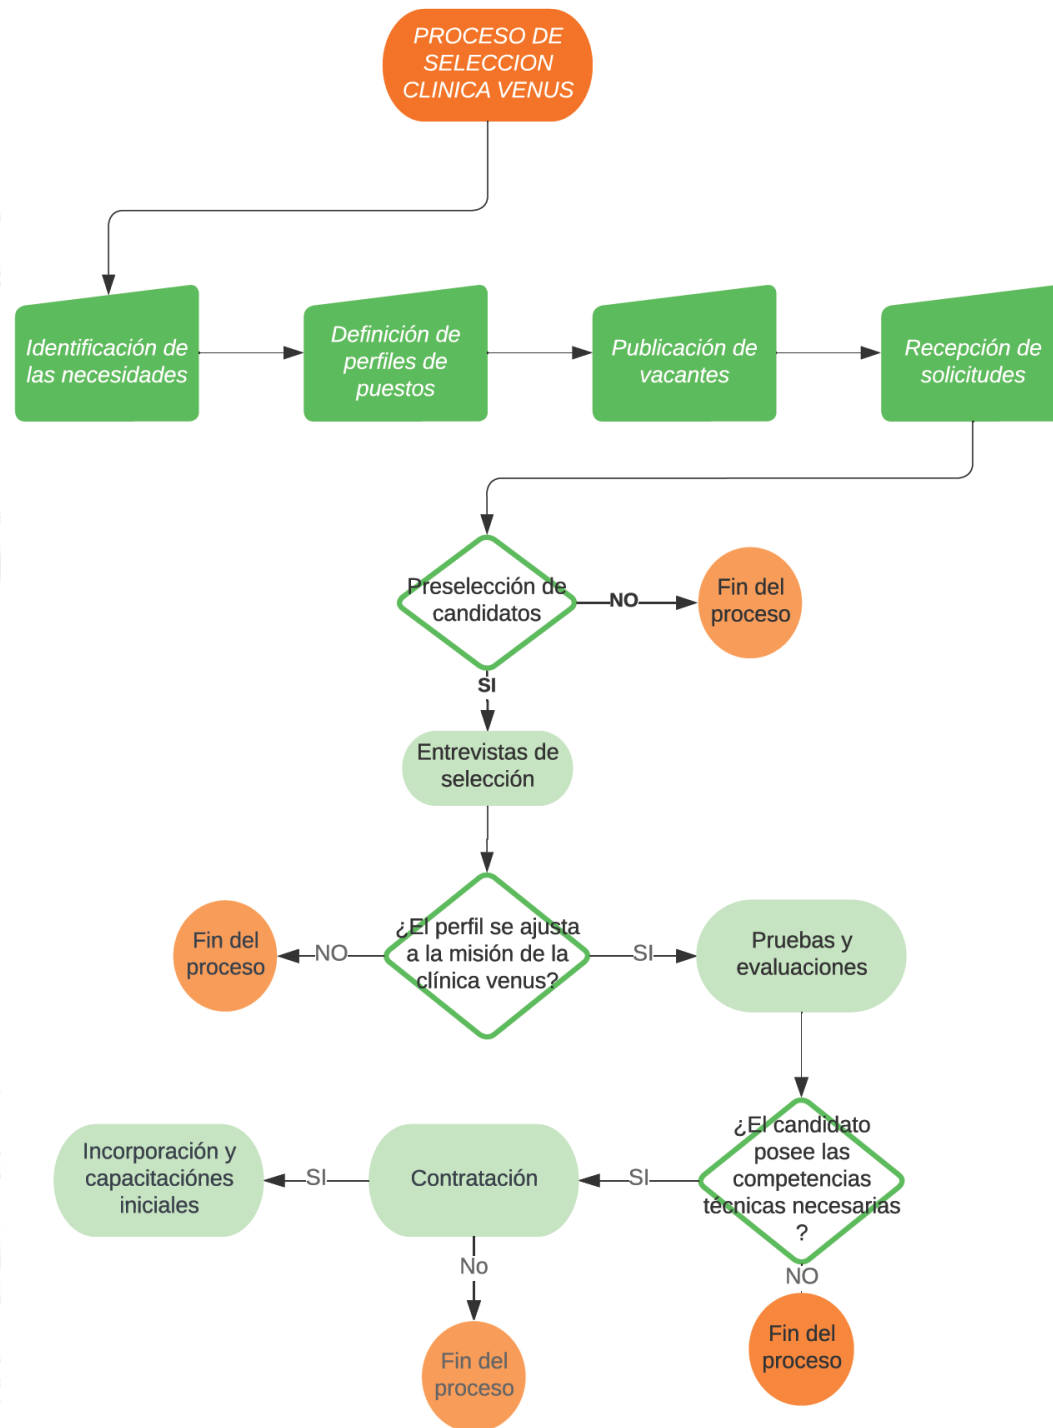 PROCESO DE
SELECCION
CLINICA VENUS
Identificación de
las necesidades
Definición de
perfiles de
puestos
Publicación de
vacantes
Recepción de
solicitudes
Preselección de
candidatos
NO
Fin del
proceso
SI
Entrevistas de
selección
Fin del
proceso
NO
¿El perfil se ajusta
a la misión de la
clínica venus?
SI
Pruebas y
evaluaciones
Incorporación y
capacitaciónes
iniciales
SI
Contratación
SI
¿El candidato
posee las
competencias
técnicas necesarias
?
No
NO
Fin del
proceso
Fin del
proceso